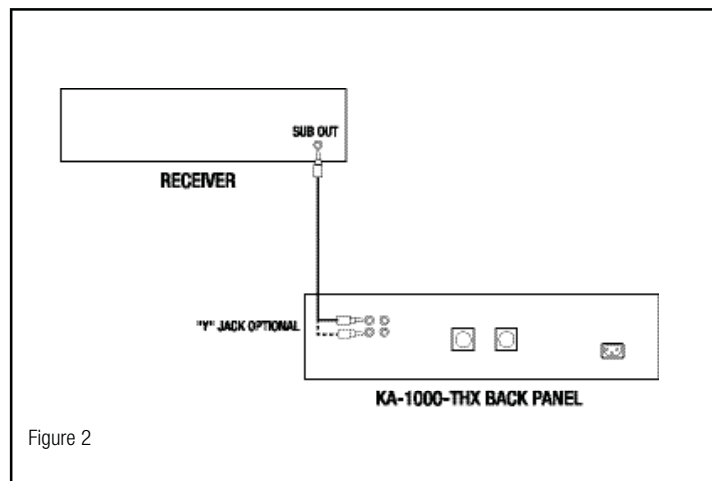 SUB OUT
RECEIVER
"Y" JACK OPTIONAL
KA-1000-THX BACK PANEL
Figure 2